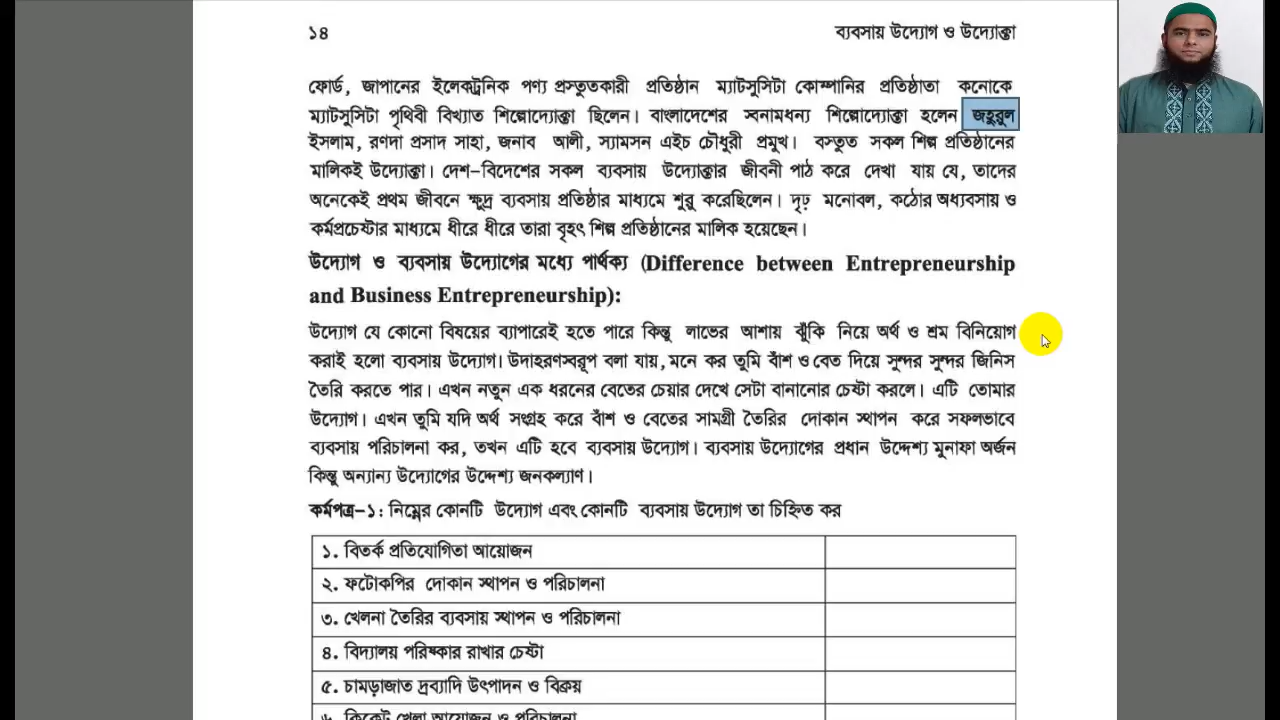 ১৪ ব্যবসায় উদ্যোগ ও উদ্যোক্তা
ফোর্ড, জাপানের ইলেকট্রনিক পণ্য প্রস্তুতকারী প্রতিষ্ঠান ম্যাটসুসিটা কোম্পানির প্রতিষ্ঠাতা কনোকে
ম্যাটসুসিটা পৃথিবী বিখ্যাত শিল্পোদ্যোক্তা ছিলেন। বাংলাদেশের স্বনামধন্য শিল্পোদ্যোক্তা হলেন জহুরুল
ইসলাম, রণদা প্রসাদ সাহা, জনাব আলী, স্যামসন এইচ চৌধুরী প্রমুখ। বস্তুত সকল শিল্প প্রতিষ্ঠানের
মালিকই উদ্যোক্তা। দেশ-বিদেশের সকল ব্যবসায় উদ্যোক্তার জীবনী পাঠ করে দেখা যায় যে, তাদের
অনেকেই প্রথম জীবনে ক্ষুদ্র ব্যবসায় প্রতিষ্ঠার মাধ্যমে শুরু করেছিলেন। দৃঢ় মনোবল, কঠোর অধ্যবসায় ও
কর্মপ্রচেষ্টার মাধ্যমে ধীরে ধীরে তারা বৃহৎ শিল্প প্রতিষ্ঠানের মালিক হয়েছেন।
উদ্যোগ ও ব্যবসায় উদ্যোগের মধ্যে পার্থক্য (Difference between Entrepreneurship
and Business Entrepreneurship):
উদ্যোগ যে কোনো বিষয়ের ব্যাপারেই হতে পারে কিন্তু লাভের আশায় ঝুঁকি নিয়ে অর্থ ও শ্রম বিনিয়োগ
করাই হলো ব্যবসায় উদ্যোগ। উদাহরণস্বরূপ বলা যায়, মনে কর তুমি বাঁশ ও বেত দিয়ে সুন্দর সুন্দর জিনিস
তৈরি করতে পার। এখন নতুন এক ধরনের বেতের চেয়ার দেখে সেটা বানানোর চেষ্টা করলে। এটি তোমার
উদ্যোগ। এখন তুমি যদি অর্থ সংগ্রহ করে বাঁশ ও বেতের সামগ্রী তৈরির দোকান স্থাপন করে সফলভাবে
ব্যবসায় পরিচালনা কর, তখন এটি হবে ব্যবসায় উদ্যোগ। ব্যবসায় উদ্যোগের প্রধান উদ্দেশ্য মুনাফা অর্জন
কিন্তু অন্যান্য উদ্যোগের উদ্দেশ্য জনকল্যাণ।
কর্মপত্র-১: নিম্নের কোনটি উদ্যোগ এবং কোনটি ব্যবসায় উদ্যোগ তা চিহ্নিত কর
১. বিতর্ক প্রতিযোগিতা আয়োজন
২. ফটোকপির দোকান স্থাপন ও পরিচালনা
৩. খেলনা তৈরির ব্যবসায় স্থাপন ও পরিচালনা
৪. বিদ্যালয় পরিষ্কার রাখার চেষ্টা
৫. চামড়াজাত দ্রব্যাদি উৎপাদন ও বিক্রয়
৬. ক্রিকেট খেলা আয়োজন ও পরিচালনা